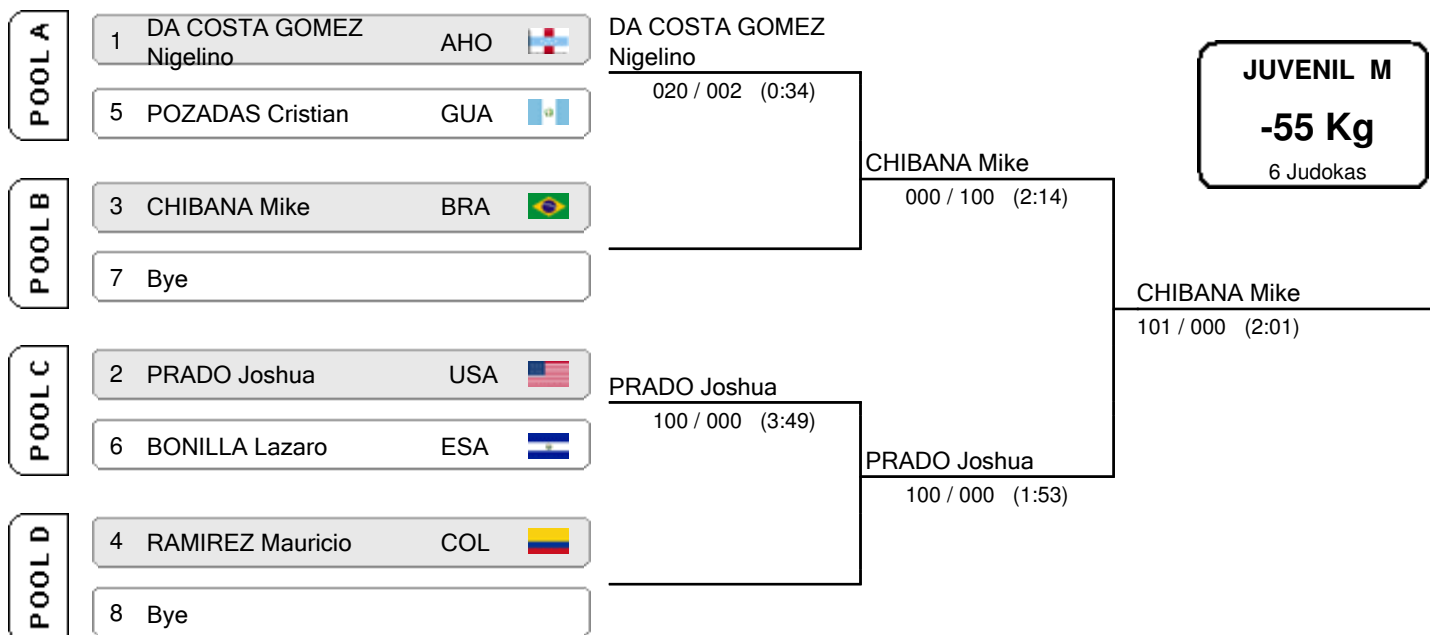 POOL A
1 DA COSTA GOMEZ Nigelino AHO
5 POZADAS Cristian GUA
POOL B
3 CHIBANA Mike BRA
7 Bye
POOL C
2 PRADO Joshua USA
6 BONILLA Lazaro ESA
POOL D
4 RAMIREZ Mauricio COL
8 Bye
DA COSTA GOMEZ
Nigelino
020 / 002 (0:34)
PRADO Joshua
100 / 000 (3:49)
CHIBANA Mike
000 / 100 (2:14)
PRADO Joshua
100 / 000 (1:53)
CHIBANA Mike
101 / 000 (2:01)
JUVENIL M
-55 Kg
6 Judokas